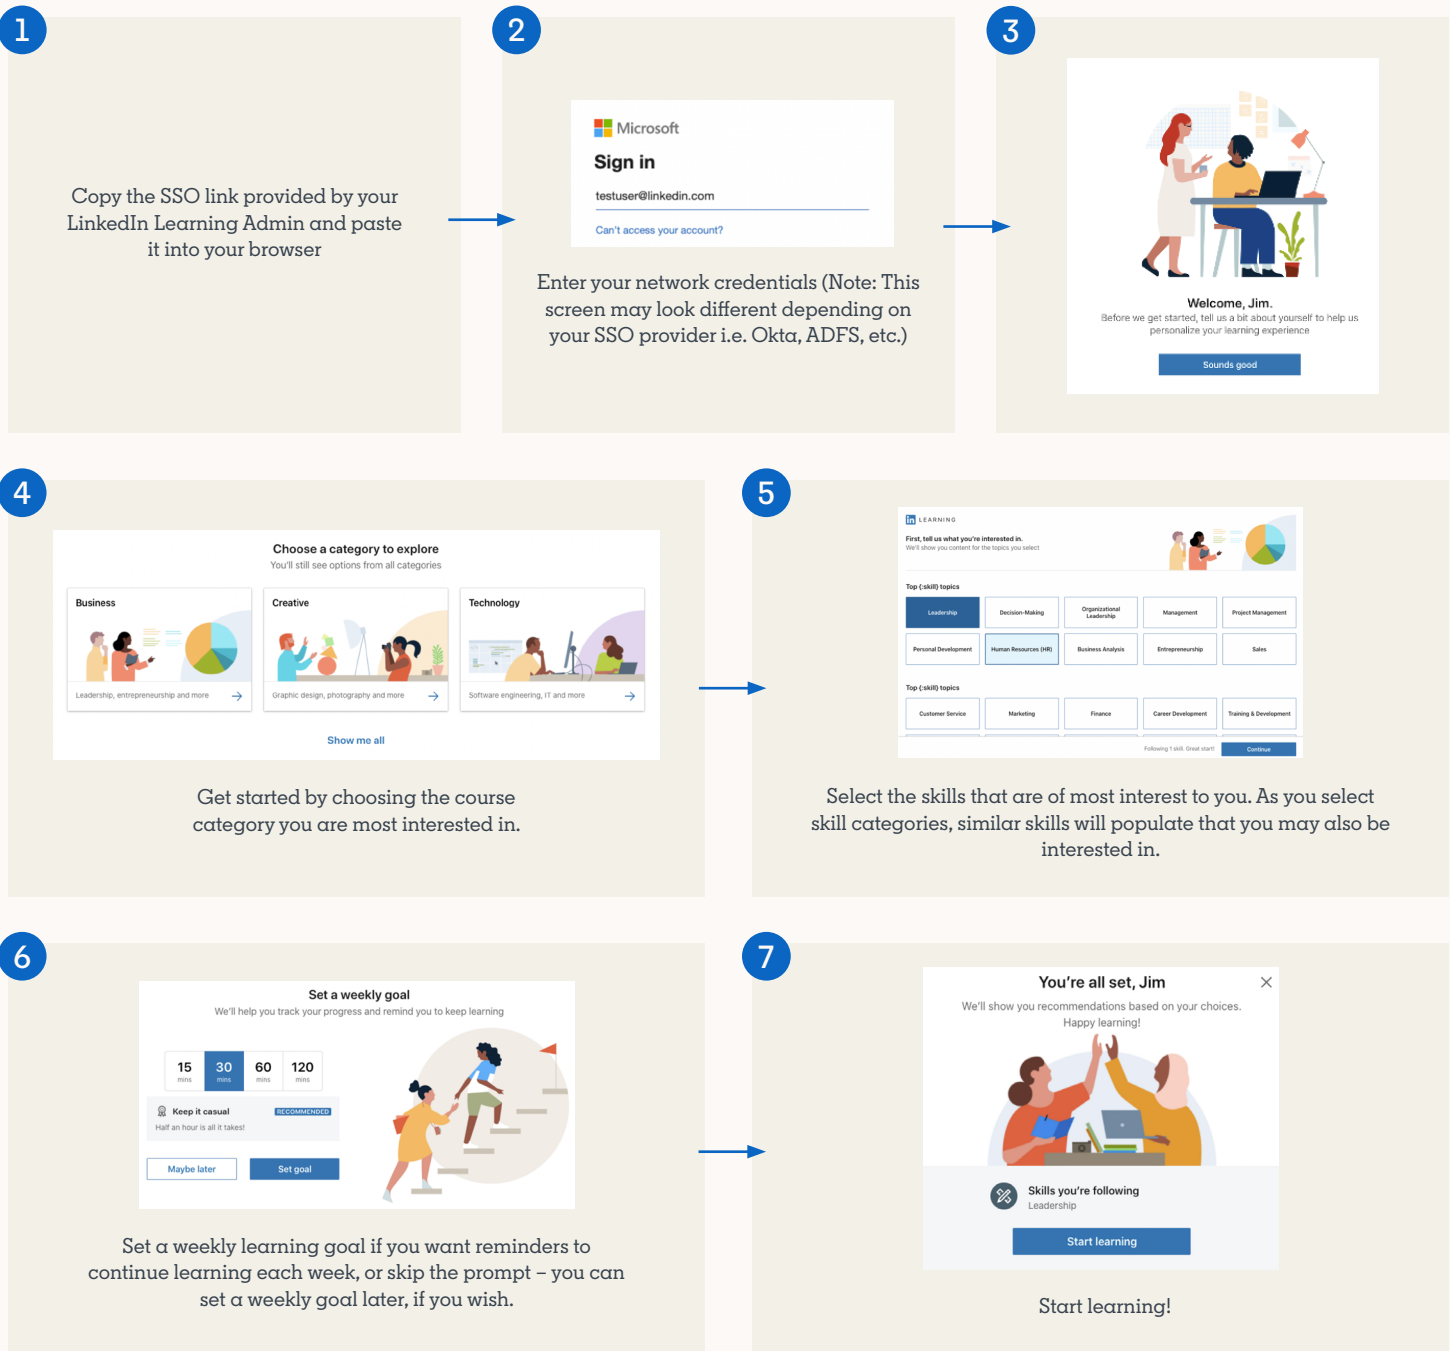 1
Copy the SSO link provided by your
LinkedIn Learning Admin and paste
it into your browser
2
Microsoft
Sign in
testuser@linkedin.com
Can't access your account?
Enter your network credentials (Note: This
screen may look different depending on
your SSO provider i.e. Okta, ADFS, etc.)
3
Welcome, Jim.
Before we get started, tell us a bit about yourself to help us
personalize your learning experience
Sounds good
4
Choose a category to explore
You'll still see options from all categories
Business
Leadership, entrepreneurship and more
Creative
Graphic design, photography and more
Technology
Software engineering, IT and more
Show me all
Get started by choosing the course
category you are most interested in.
5
in LEARNING
First, tell us what you're interested in.
We'll show you content for the topics you select
Top {:skill} topics
Leadership
Decision-Making
Organizational
Leadership
Management
Project Management
Personal Development
Human Resources (HR)
Business Analysis
Entrepreneurship
Sales
Top {:skill} topics
Customer Service
Marketing
Finance
Career Development
Training & Development
Following 1 skill. Great start!
Continue
Select the skills that are of most interest to you. As you select
skill categories, similar skills will populate that you may also be
interested in.
6
Set a weekly goal
We'll help you track your progress and remind you to keep learning
15 30 60 120
mins mins mins mins
Keep it casual RECOMMENDED
Half an hour is all it takes!
Maybe later
Set goal
Set a weekly learning goal if you want reminders to
continue learning each week, or skip the prompt – you can
set a weekly goal later, if you wish.
7
You're all set, Jim
We'll show you recommendations based on your choices.
Happy learning!
Skills you're following
Leadership
Start learning
Start learning!